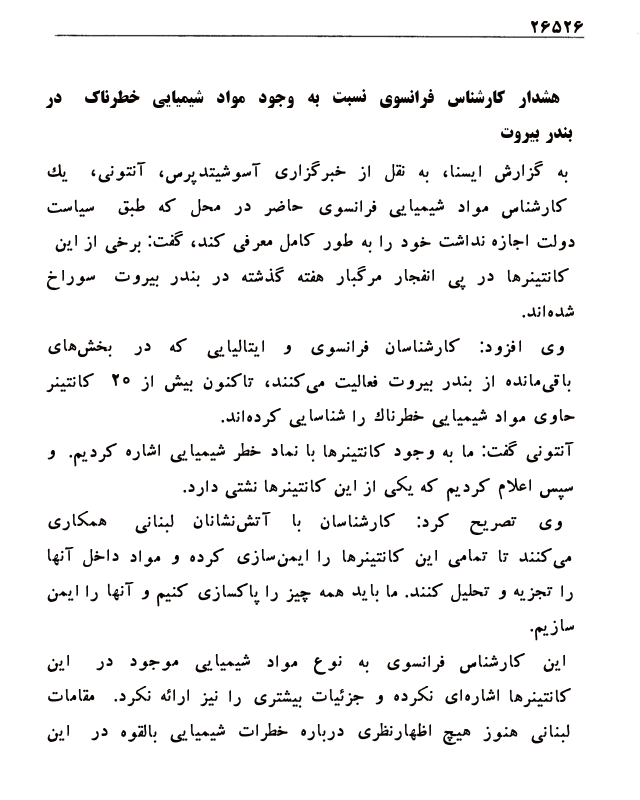 ۲۶۵۲۶
هشدار کارشناس فرانسوی نسبت به وجود مواد شیمیایی خطرناک در
بندر بیروت
به گزارش ایسنا، به نقل از خبرگزاری آسوشیتدپرس، آنتونی، یك
کارشناس مواد شیمیایی فرانسوی حاضر در محل که طبق سیاست
دولت اجازه نداشت خود را به طور کامل معرفی کند، گفت: برخی از این
کانتینرها در پی انفجار مرگبار هفته گذشته در بندر بیروت سوراخ
شده‌اند.
وی افزود: کارشناسان فرانسوی و ایتالیایی که در بخش‌های
باقی‌مانده از بندر بیروت فعالیت می‌کنند، تاکنون بیش از ۲۰ کانتینر
حاوی مواد شیمیایی خطرناك را شناسایی کرده‌اند.
آنتونی گفت: ما به وجود کانتینرها با نماد خطر شیمیایی اشاره کردیم. و
سپس اعلام کردیم که یکی از این کانتینرها نشتی دارد.
وی تصریح کرد: کارشناسان با آتش‌نشانان لبنانی همکاری
می‌کنند تا تمامی این کانتینرها را ایمن‌سازی کرده و مواد داخل آنها
را تجزیه و تحلیل کنند. ما باید همه چیز را پاکسازی کنیم و آنها را ایمن
سازیم.
این کارشناس فرانسوی به نوع مواد شیمیایی موجود در این
کانتینرها اشاره‌ای نکرده و جزئیات بیشتری را نیز ارائه نکرد. مقامات
لبنانی هنوز هیچ اظهارنظری درباره خطرات شیمیایی بالقوه در این